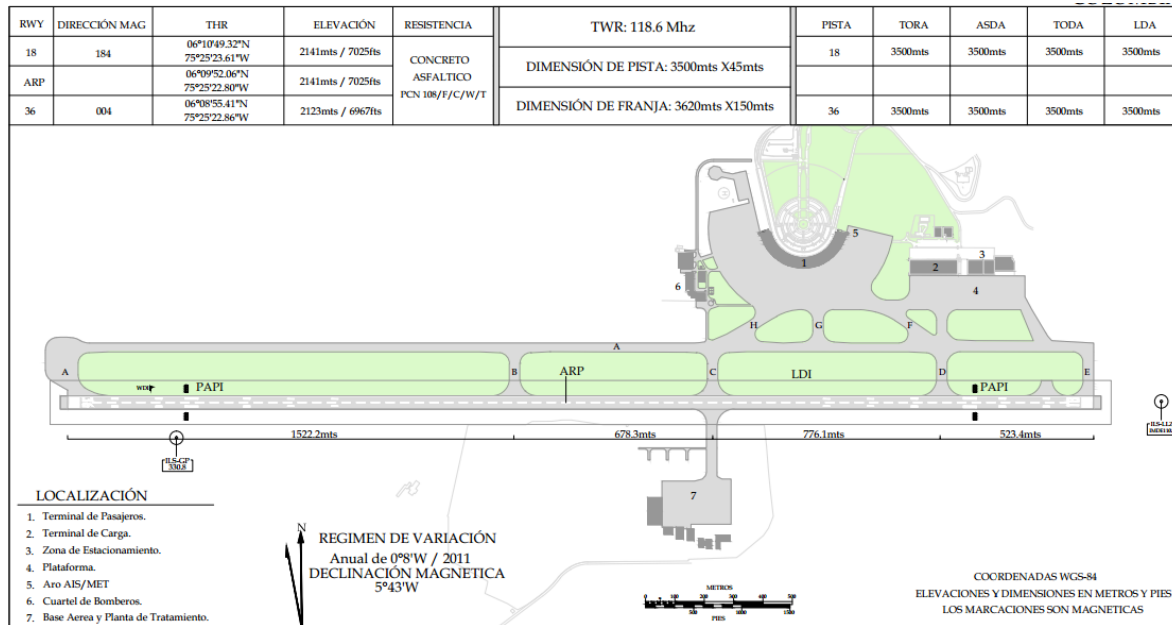 RWY DIRECCIÓN MAG THR ELEVACIÓN RESISTENCIA TWR: 118.6 Mhz PISTA TORA ASDA TODA LDA
18 184 06°10'49.32"N 75°25'23.61"W 2141mts / 7025fts 18 3500mts 3500mts 3500mts 3500mts
CONCRETO
ASFALTICO
PCN 108/F/C/W/T
DIMENSIÓN DE PISTA: 3500mts X45mts
ARP 06°09'52.06"N 75°25'22.80"W 2141mts / 7025fts
36 004 06°08'55.41"N 75°25'22.86"W 2123mts / 6967fts DIMENSIÓN DE FRANJA: 3620mts X150mts 36 3500mts 3500mts 3500mts 3500mts
5
1
2
3
6
4
H
G
F
A
A
B
ARP
C
LDI
D
E
PAPI
PAPI
1522.2mts
678.3mts
776.1mts
523.4mts
ILS-GP
330.8
7
LOCALIZACIÓN
1. Terminal de Pasajeros.
2. Terminal de Carga.
3. Zona de Estacionamiento.
4. Plataforma.
5. Aro AIS/MET
6. Cuartel de Bomberos.
7. Base Aerea y Planta de Tratamiento.
N
REGIMEN DE VARIACIÓN
Anual de 0°8'W / 2011
DECLINACIÓN MAGNETICA
5°43'W
METROS
PIES
COORDENADAS WGS-84
ELEVACIONES Y DIMENSIONES EN METROS Y PIES
LOS MARCACIONES SON MAGNETICAS